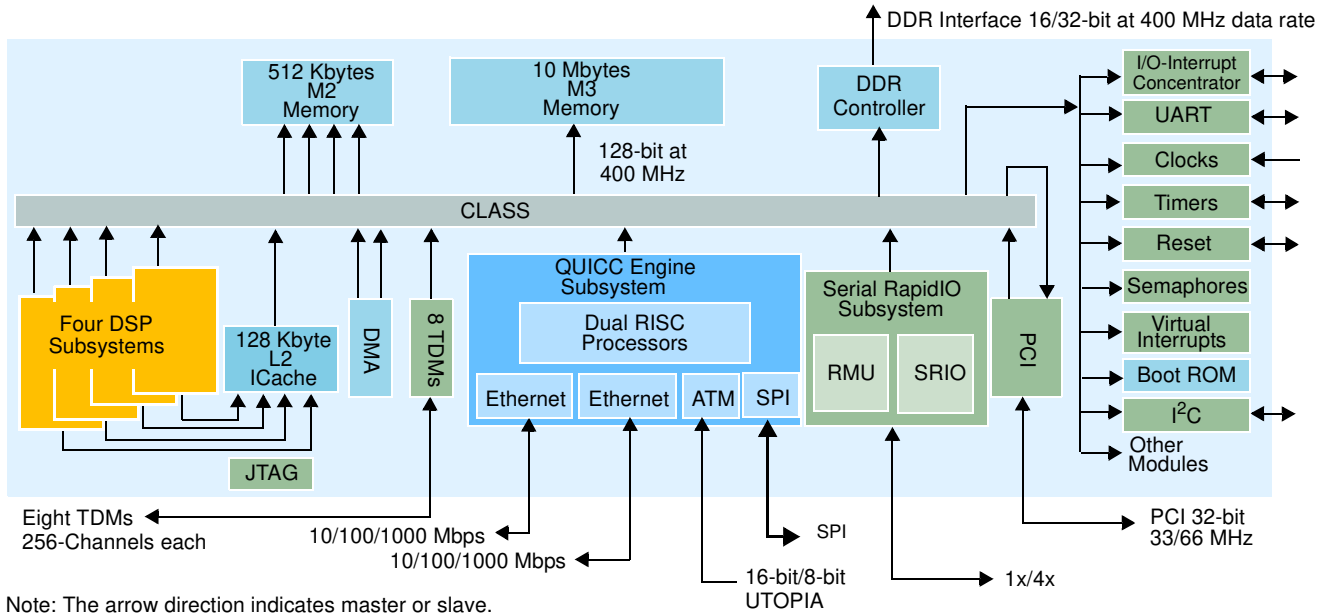 DDR Interface 16/32-bit at 400 MHz data rate
512 Kbytes
M2
Memory
10 Mbytes
M3
Memory
DDR
Controller
I/O-Interrupt
Concentrator
UART
Clocks
Timers
Reset
Semaphores
Virtual
Interrupts
Boot ROM
I²C
Other
Modules
128-bit at
400 MHz
CLASS
Four DSP
Subsystems
128 Kbyte
L2
ICache
DMA
8 TDMs
QUICC Engine
Subsystem
Dual RISC
Processors
Ethernet
Ethernet
ATM
SPI
Serial RapidIO
Subsystem
RMU
SRIO
PCI
JTAG
Eight TDMs
256-Channels each
10/100/1000 Mbps
10/100/1000 Mbps
SPI
16-bit/8-bit
UTOPIA
1x/4x
PCI 32-bit
33/66 MHz
Note: The arrow direction indicates master or slave.